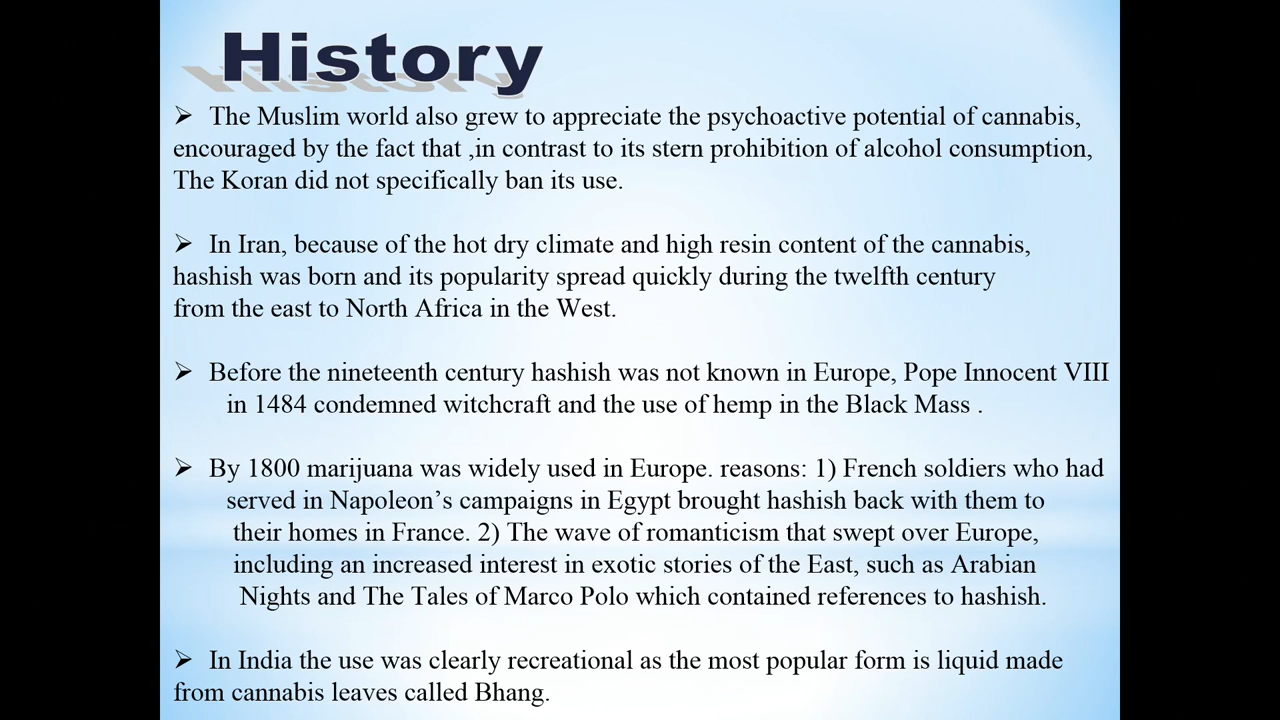 History
➢ The Muslim world also grew to appreciate the psychoactive potential of cannabis,
encouraged by the fact that ,in contrast to its stern prohibition of alcohol consumption,
The Koran did not specifically ban its use.
➢ In Iran, because of the hot dry climate and high resin content of the cannabis,
hashish was born and its popularity spread quickly during the twelfth century
from the east to North Africa in the West.
➢ Before the nineteenth century hashish was not known in Europe, Pope Innocent VIII
in 1484 condemned witchcraft and the use of hemp in the Black Mass .
➢ By 1800 marijuana was widely used in Europe. reasons: 1) French soldiers who had
served in Napoleon’s campaigns in Egypt brought hashish back with them to
their homes in France. 2) The wave of romanticism that swept over Europe,
including an increased interest in exotic stories of the East, such as Arabian
Nights and The Tales of Marco Polo which contained references to hashish.
➢ In India the use was clearly recreational as the most popular form is liquid made
from cannabis leaves called Bhang.